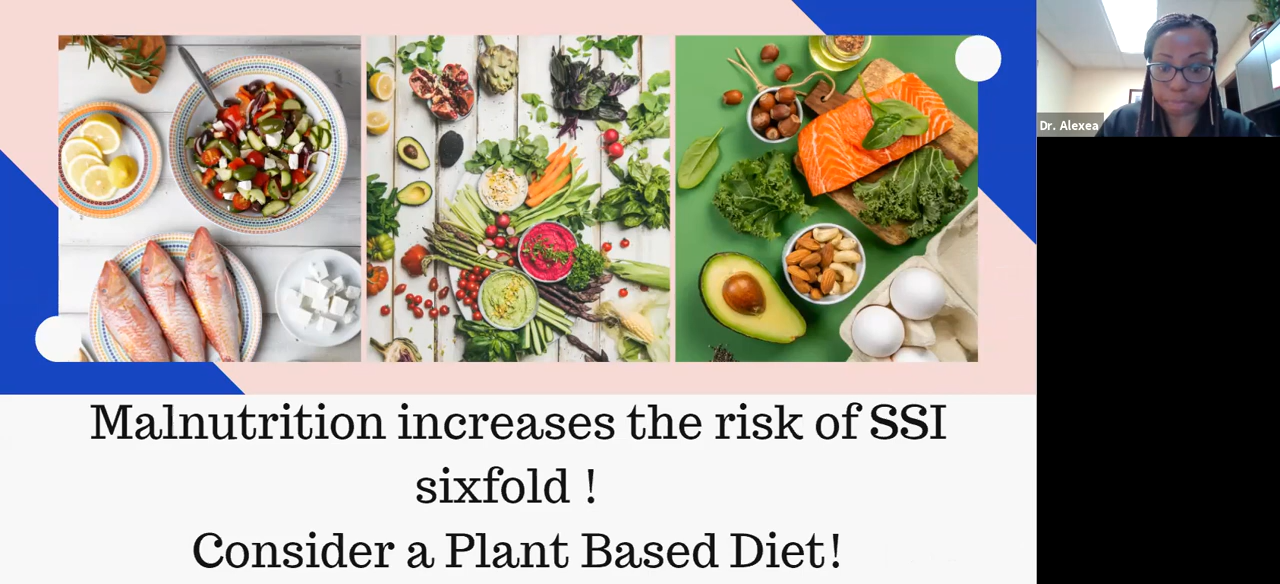 Dr. Alexea
Malnutrition increases the risk of SSI
sixfold !
Consider a Plant Based Diet!